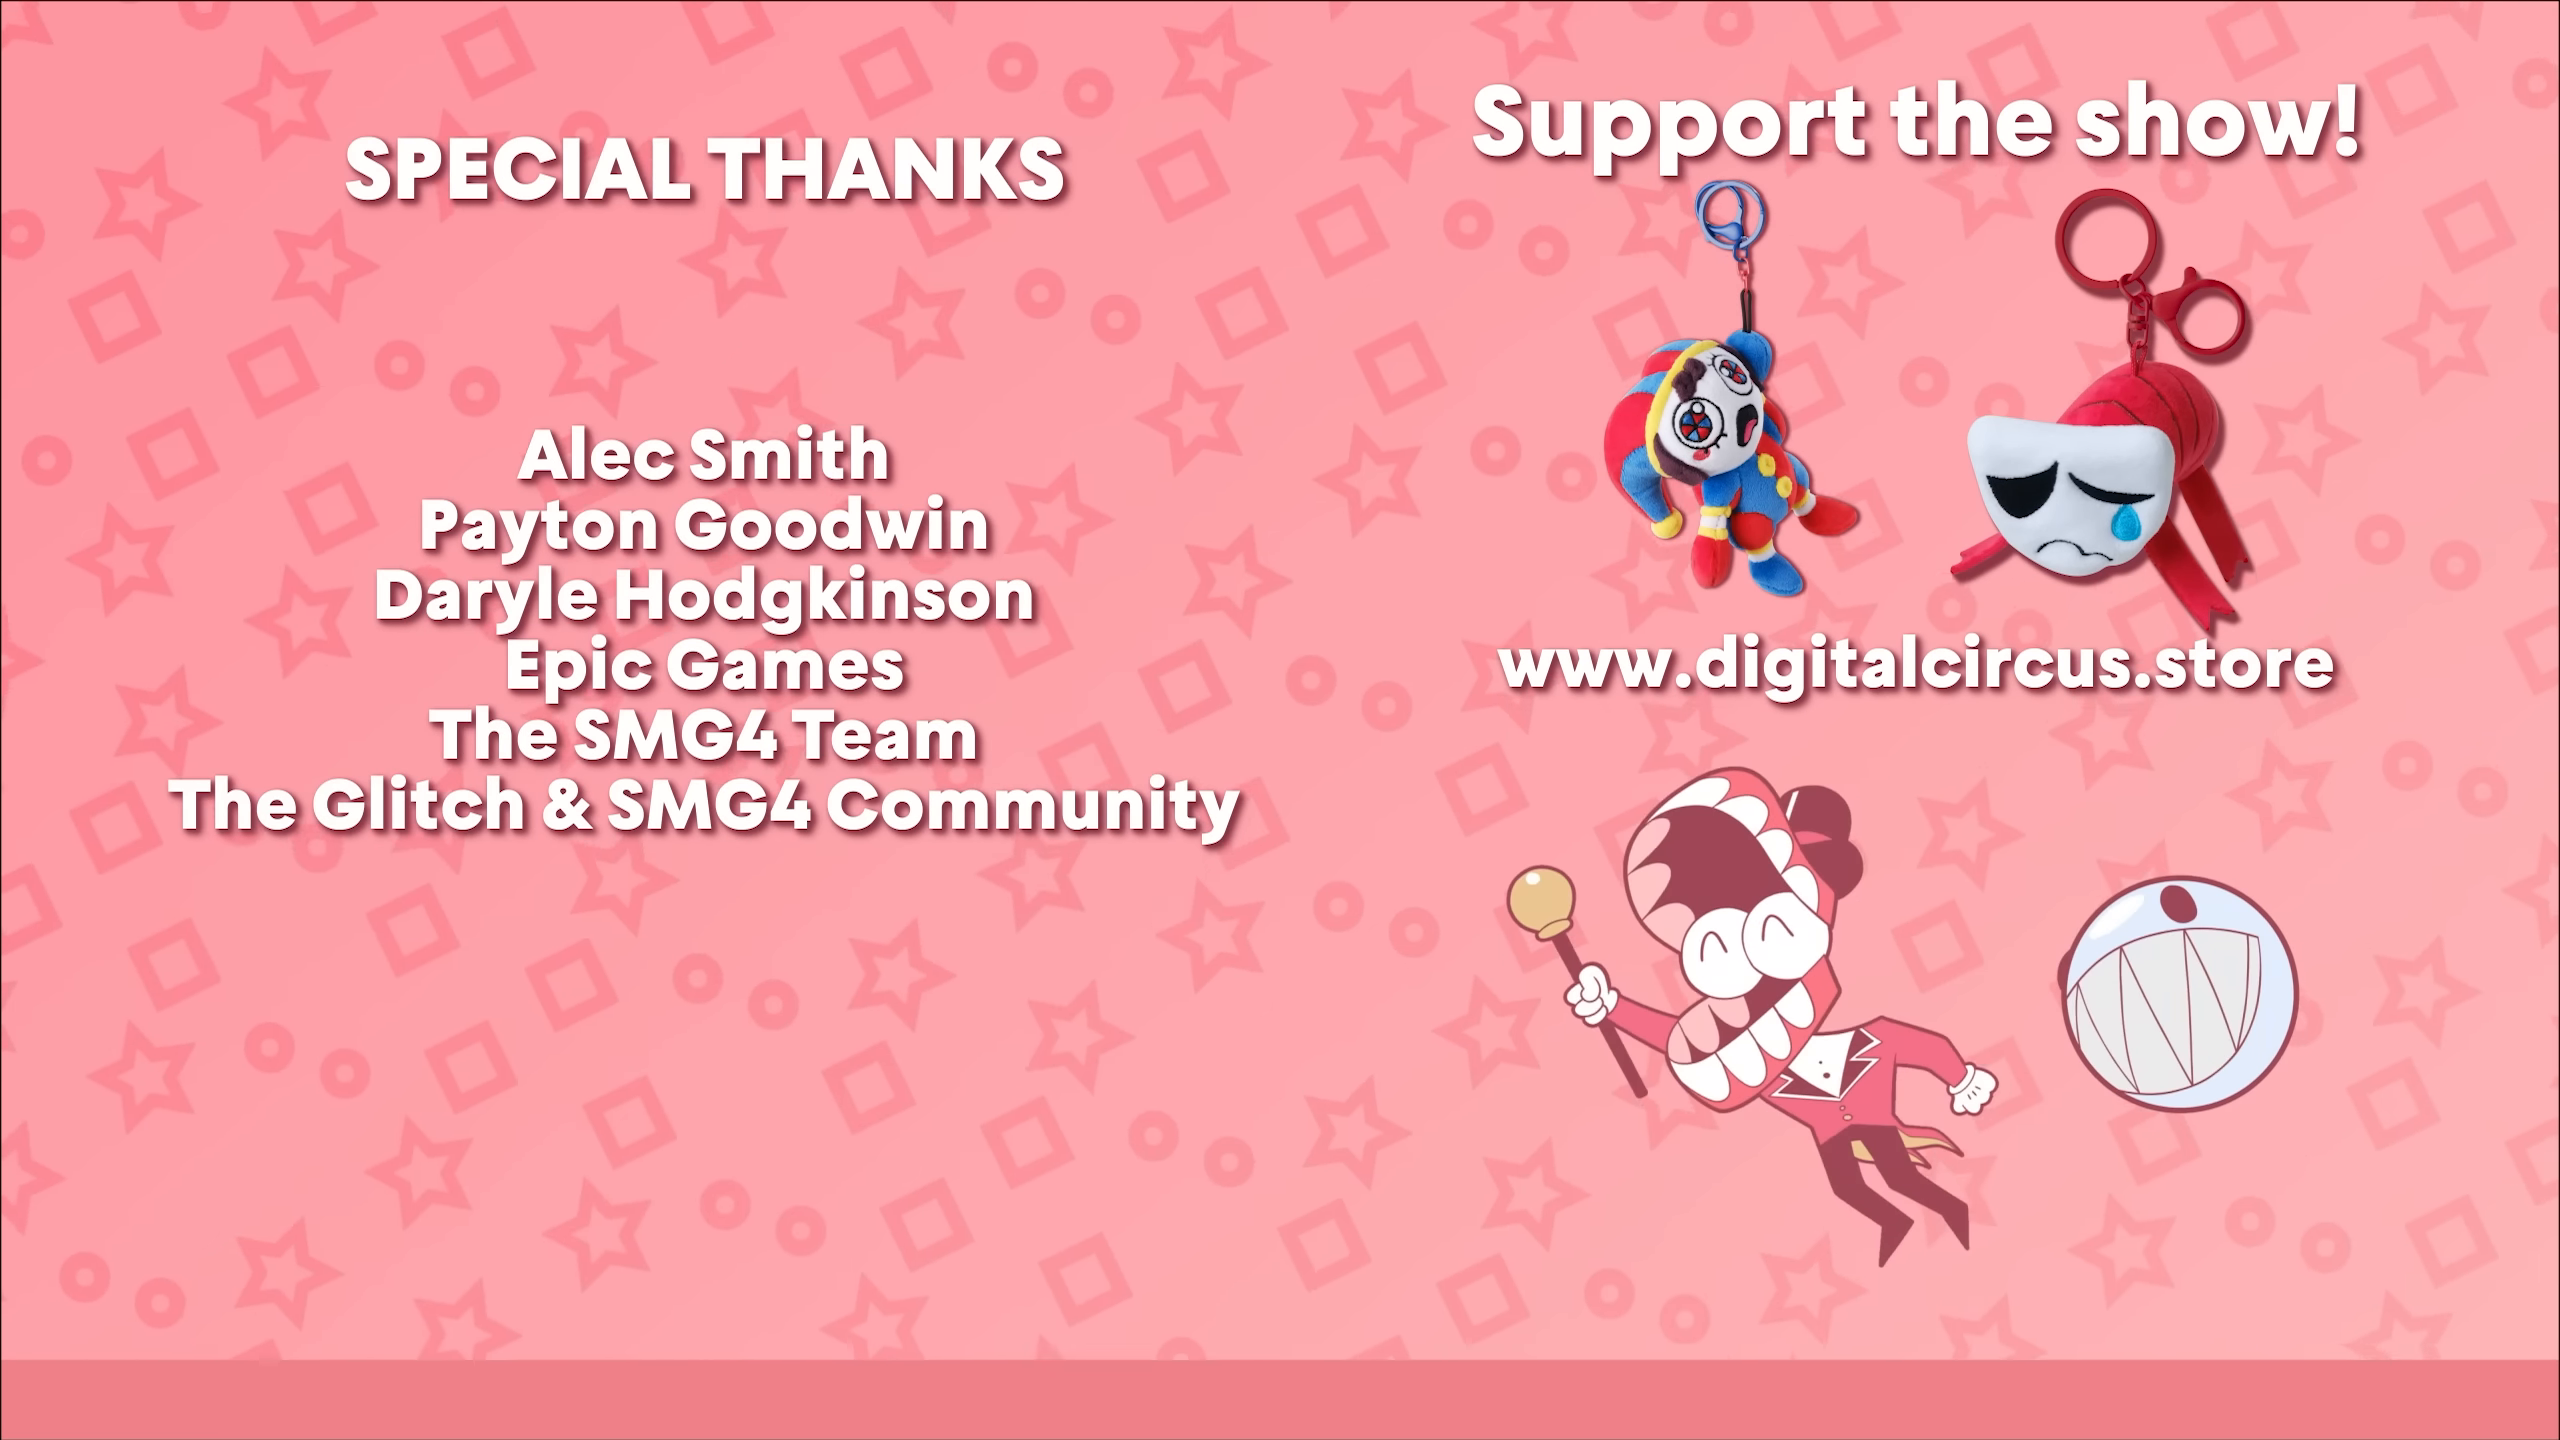 SPECIAL THANKS
Alec Smith
Payton Goodwin
Daryle Hodgkinson
Epic Games
The SMG4 Team
The Glitch & SMG4 Community
Support the show!
www.digitalcircus.store